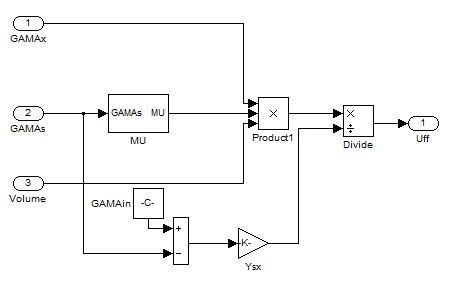 1
GAMAx
2
GAMAs
GAMAs MU
MU
×
Product1
×
÷
Divide
1
Uff
3
Volume
GAMAin
-C-
+
−
-K-
Ysx